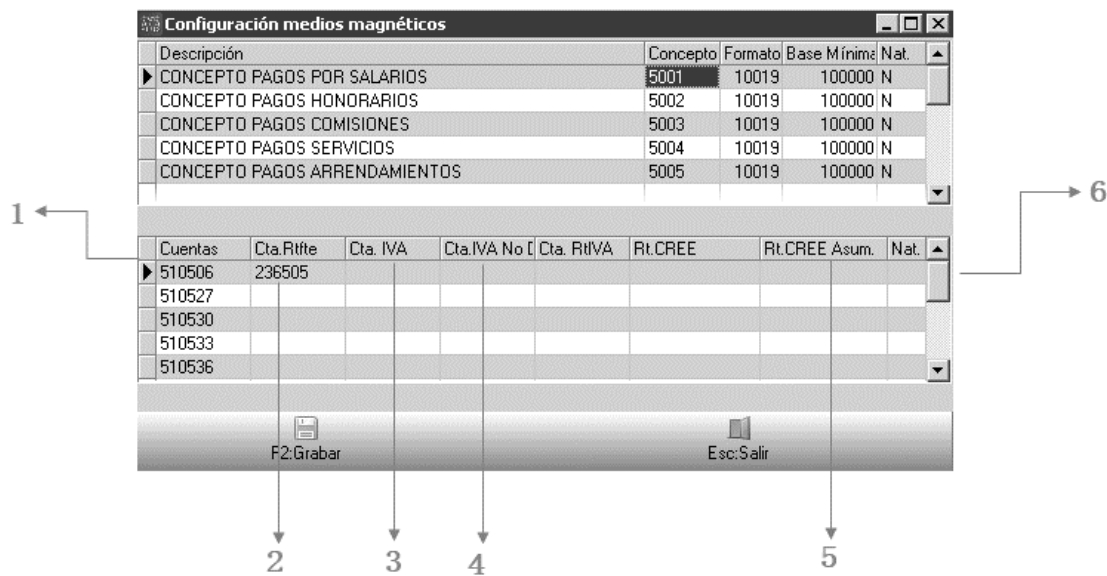 Configuración medios magnéticos
Descripción Concepto Formato Base Mínima Nat.
CONCEPTO PAGOS POR SALARIOS 5001 10019 100000 N
CONCEPTO PAGOS HONORARIOS 5002 10019 100000 N
CONCEPTO PAGOS COMISIONES 5003 10019 100000 N
CONCEPTO PAGOS SERVICIOS 5004 10019 100000 N
CONCEPTO PAGOS ARRENDAMIENTOS 5005 10019 100000 N
1
6
Cuentas Cta.Rtfte Cta. IVA Cta.IVA No D Cta. RtIVA Rt.CREE Rt.CREE Asum. Nat.
510506 236505
510527
510530
510533
510536
F2:Grabar Esc:Salir
2 3 4 5